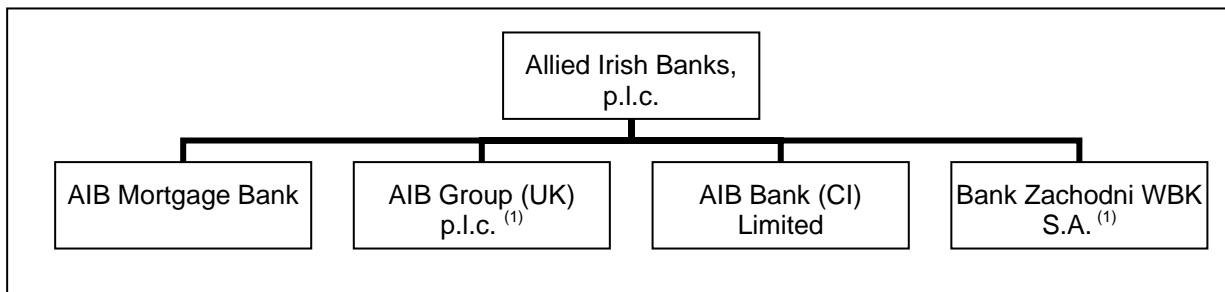 Allied Irish Banks,
p.l.c.
AIB Mortgage Bank
AIB Group (UK)
p.l.c. (1)
AIB Bank (CI)
Limited
Bank Zachodni WBK
S.A. (1)